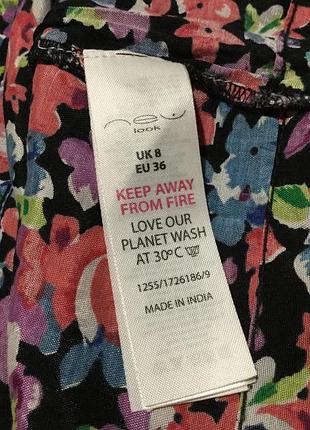 new
look
UK 8
EU 36
KEEP AWAY
FROM FIRE
LOVE OUR
PLANET WASH
AT 30°C
1255/1726186/9
MADE IN INDIA